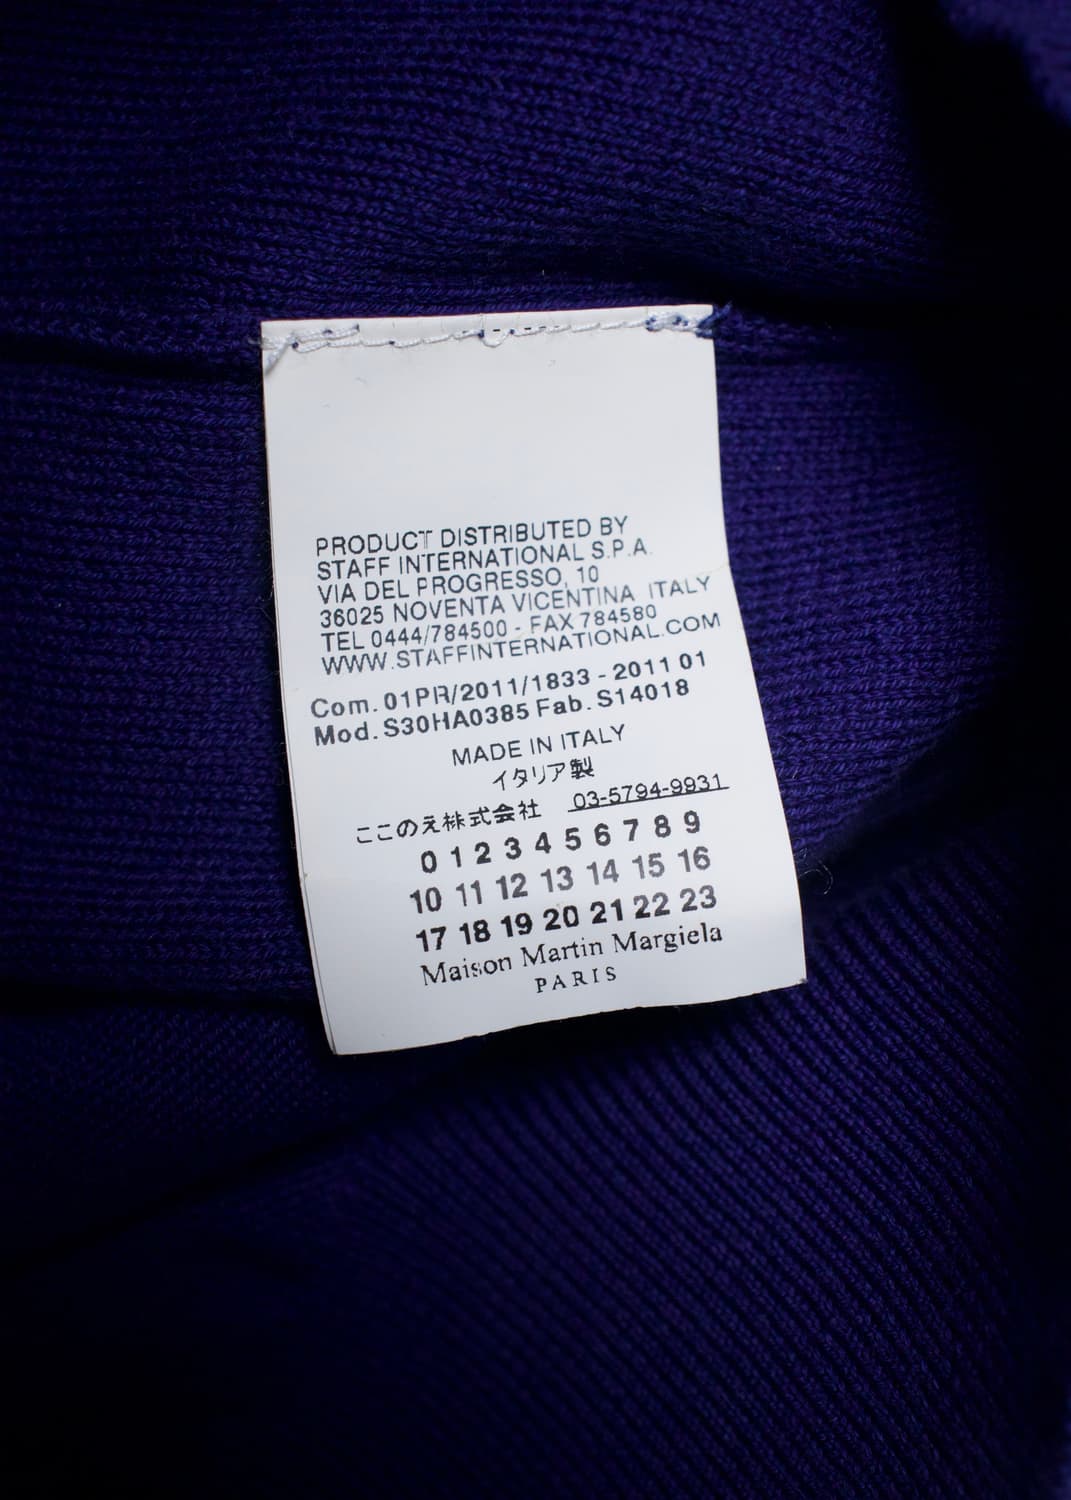 PRODUCT DISTRIBUTED BY
STAFF INTERNATIONAL S.P.A.
VIA DEL PROGRESSO, 10
36025 NOVENTA VICENTINA ITALY
TEL 0444/784500 - FAX 784580
WWW.STAFFINTERNATIONAL.COM
Com. 01PR/2011/1833 - 2011 01
Mod. S30HA0385 Fab. S14018
MADE IN ITALY
イタリア製
ここのえ株式会社 03-5794-9931
0 1 2 3 4 5 6 7 8 9
10 11 12 13 14 15 16
17 18 19 20 21 22 23
Maison Martin Margiela
PARIS